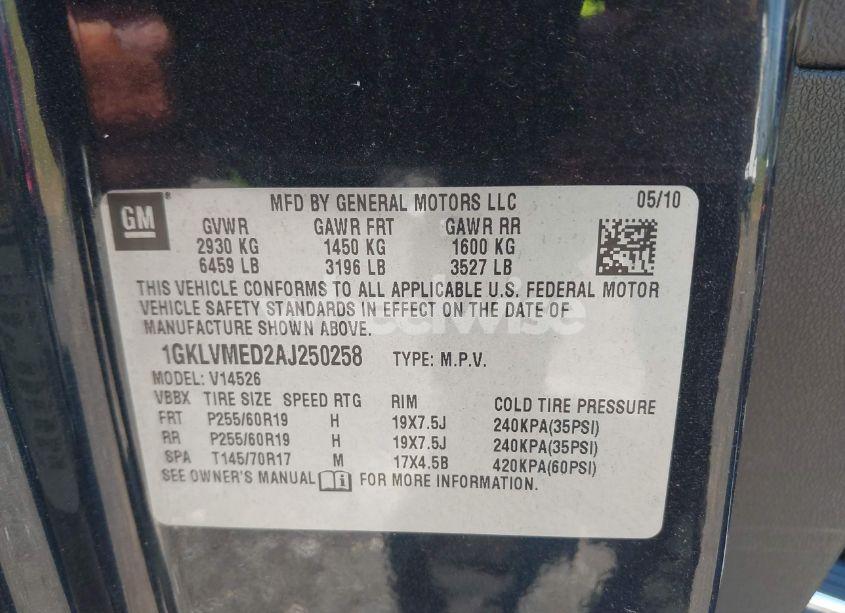 GM ® MFD BY GENERAL MOTORS LLC 05/10
GVWR GAWR FRT GAWR RR
2930 KG 1450 KG 1600 KG
6459 LB 3196 LB 3527 LB
THIS VEHICLE CONFORMS TO ALL APPLICABLE U.S. FEDERAL MOTOR
VEHICLE SAFETY STANDARDS IN EFFECT ON THE DATE OF
MANUFACTURE SHOWN ABOVE.
1GKLVMED2AJ250258 TYPE: M.P.V.
MODEL: V14526
VBBX TIRE SIZE SPEED RTG RIM COLD TIRE PRESSURE
FRT P255/60R19 H 19X7.5J 240KPA(35PSI)
RR P255/60R19 H 19X7.5J 240KPA(35PSI)
SPA T145/70R17 M 17X4.5B 420KPA(60PSI)
SEE OWNER'S MANUAL i FOR MORE INFORMATION.